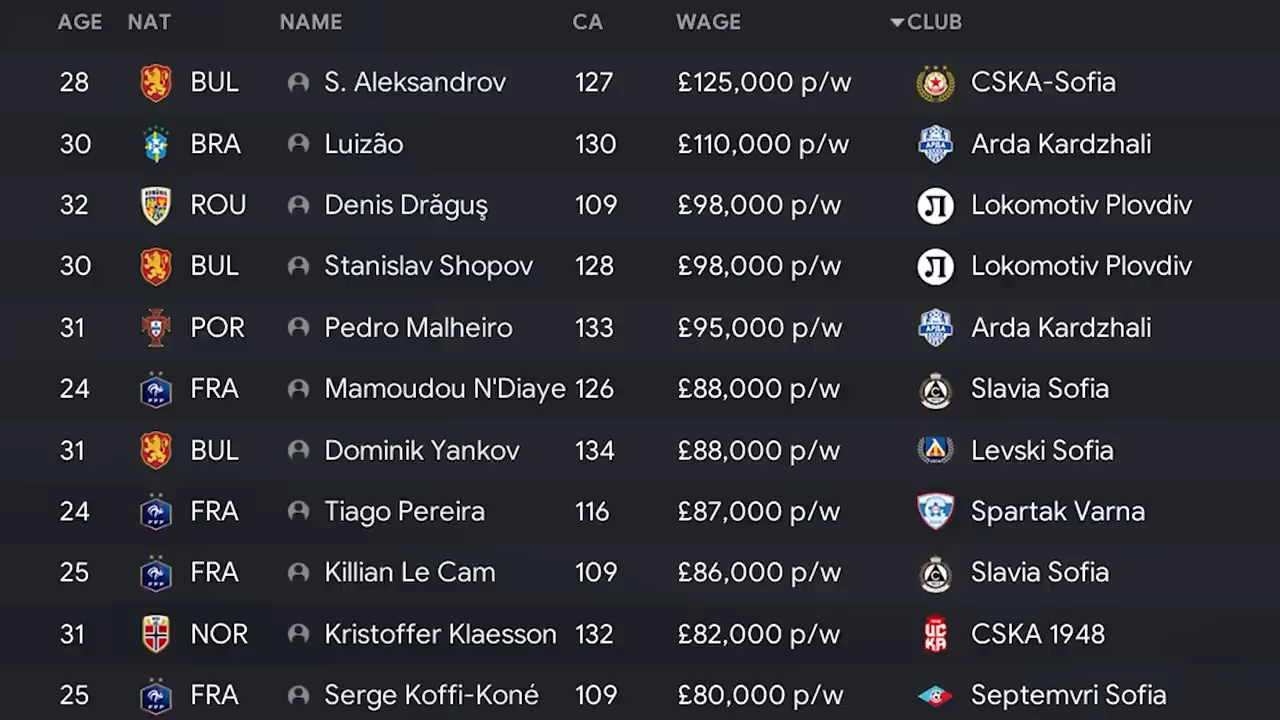 AGE NAT NAME CA WAGE CLUB
28 BUL S. Aleksandrov 127 £125,000 p/w CSKA-Sofia
30 BRA Luizão 130 £110,000 p/w Arda Kardzhali
32 ROU Denis Drăguş 109 £98,000 p/w Lokomotiv Plovdiv
30 BUL Stanislav Shopov 128 £98,000 p/w Lokomotiv Plovdiv
31 POR Pedro Malheiro 133 £95,000 p/w Arda Kardzhali
24 FRA Mamoudou N'Diaye 126 £88,000 p/w Slavia Sofia
31 BUL Dominik Yankov 134 £88,000 p/w Levski Sofia
24 FRA Tiago Pereira 116 £87,000 p/w Spartak Varna
25 FRA Killian Le Cam 109 £86,000 p/w Slavia Sofia
31 NOR Kristoffer Klaesson 132 £82,000 p/w CSKA 1948
25 FRA Serge Koffi-Koné 109 £80,000 p/w Septemvri Sofia